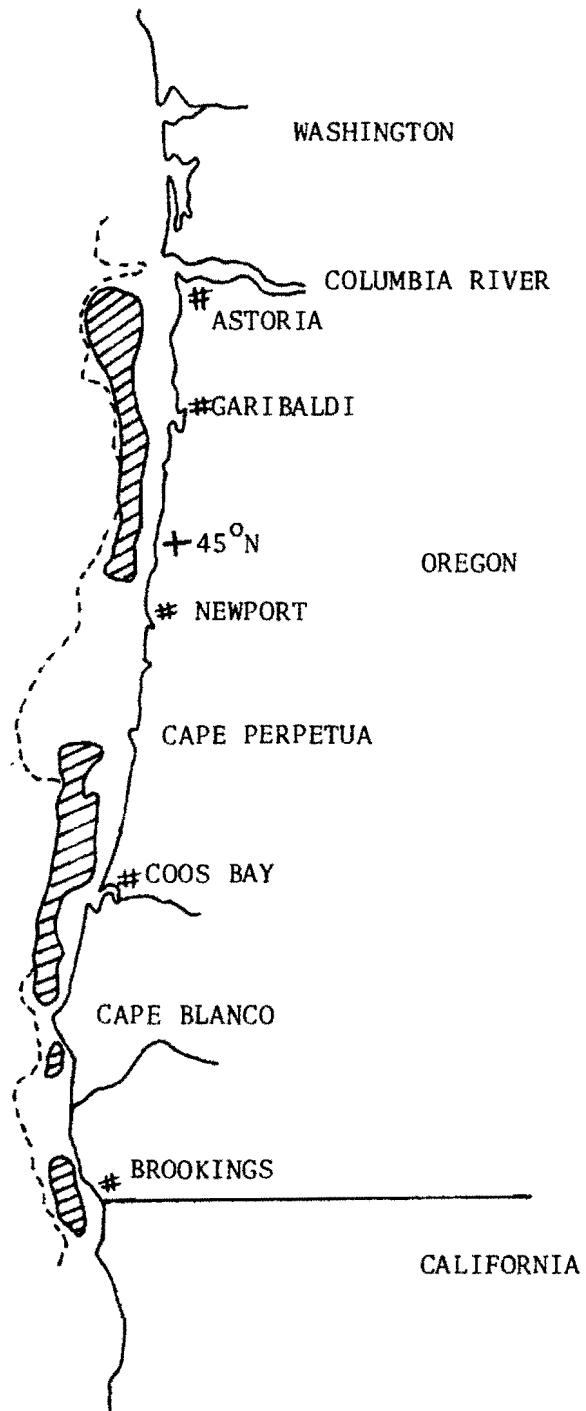 WASHINGTON
COLUMBIA RIVER
# ASTORIA
#GARIBALDI
+ 45°N
OREGON
# NEWPORT
CAPE PERPETUA
# COOS BAY
CAPE BLANCO
# BROOKINGS
CALIFORNIA